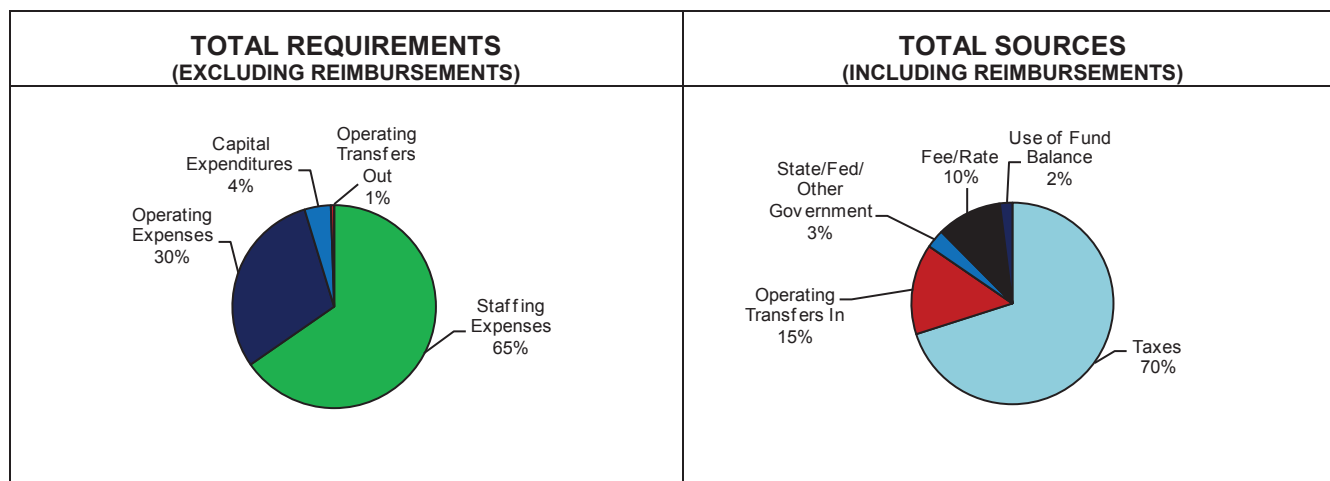 TOTAL REQUIREMENTS
(EXCLUDING REIMBURSEMENTS)
Capital
Expenditures
4%
Operating
Transfers
Out
1%
Operating
Expenses
30%
Staffing
Expenses
65%
TOTAL SOURCES
(INCLUDING REIMBURSEMENTS)
State/Fed/
Other
Government
3%
Fee/Rate
10%
Use of Fund
Balance
2%
Operating
Transfers In
15%
Taxes
70%